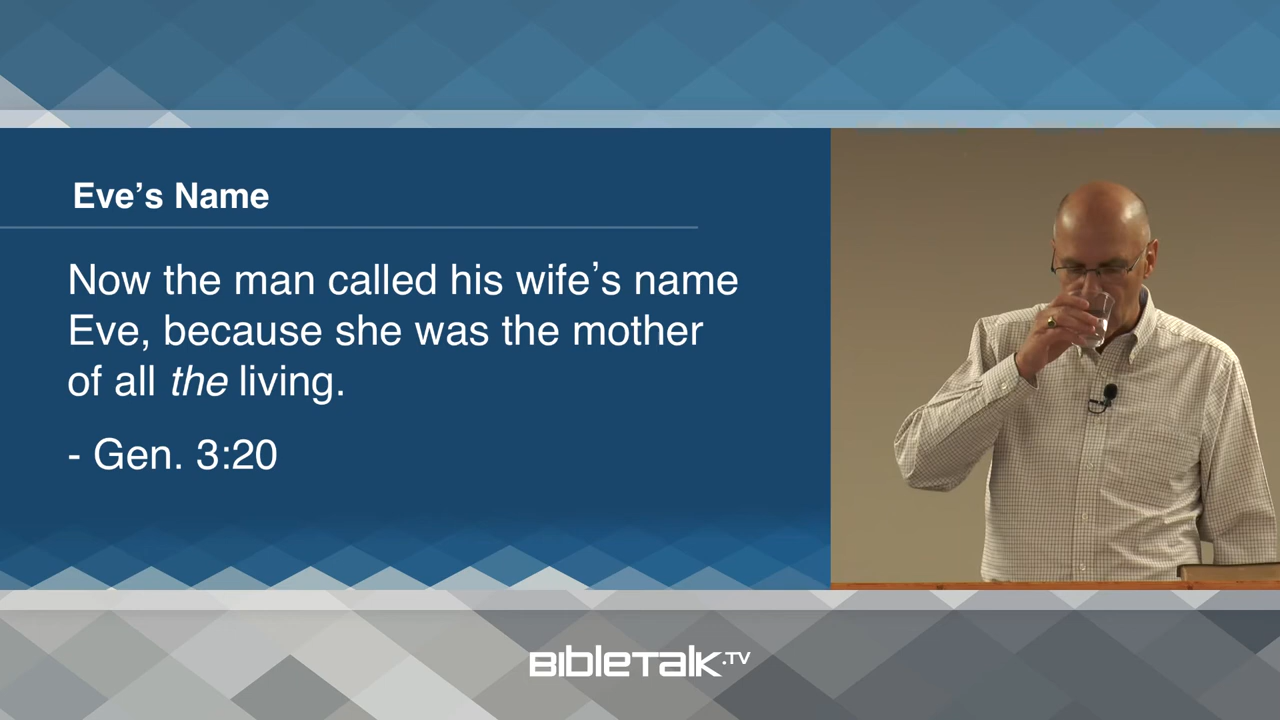 Eve’s Name
Now the man called his wife’s name
Eve, because she was the mother
of all the living.
- Gen. 3:20
BIBLETALK.TV